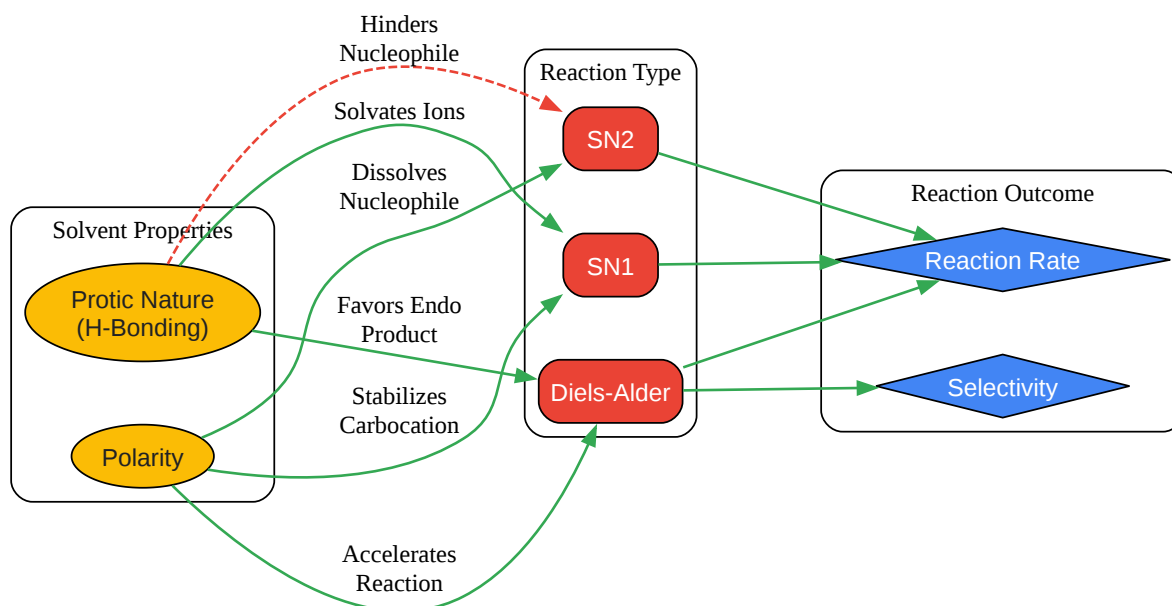 Hinders
Nucleophile
Solvates Ions
Dissolves
Nucleophile
Favors Endo
Product
Stabilizes
Carbocation
Accelerates
Reaction
Solvent Properties
Protic Nature
(H-Bonding)
Polarity
Reaction Type
SN2
SN1
Diels-Alder
Reaction Outcome
Reaction Rate
Selectivity